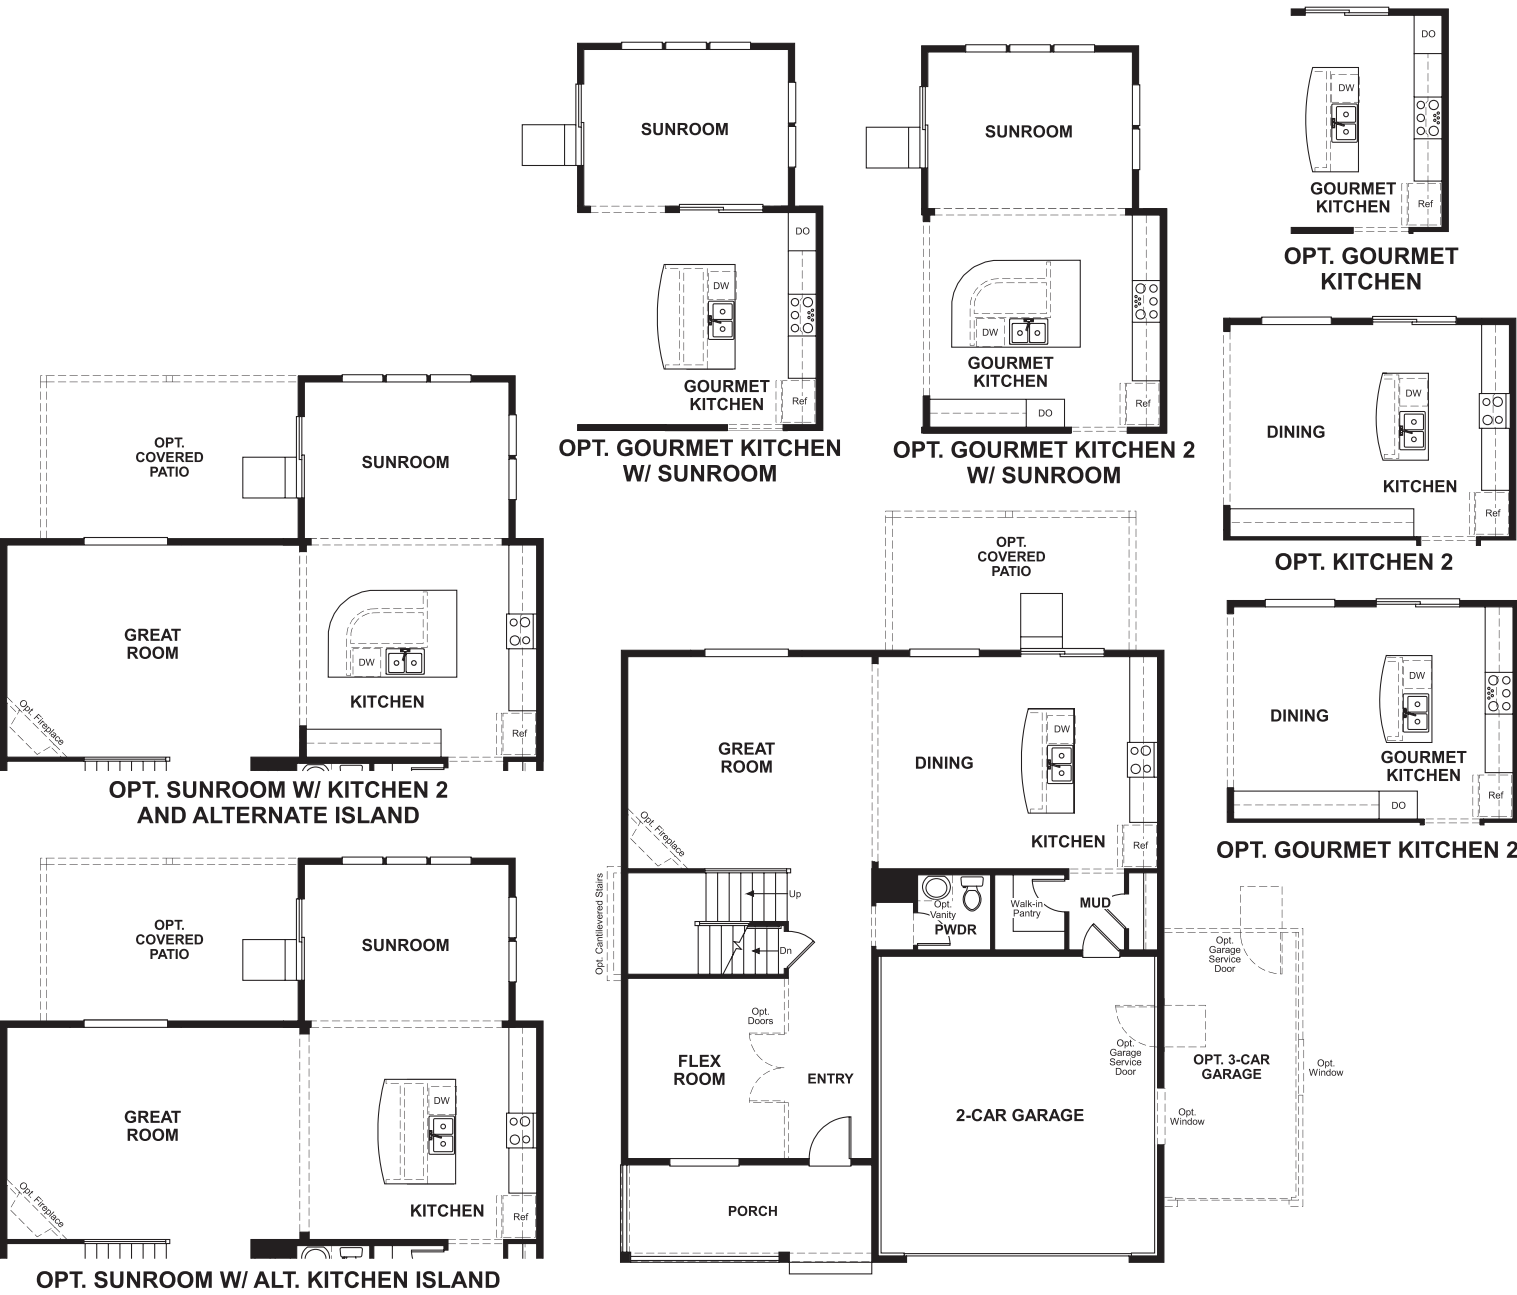 SUNROOM
DO
DW
GOURMET
KITCHEN
Ref
OPT. GOURMET KITCHEN
W/ SUNROOM
SUNROOM
DW
GOURMET
KITCHEN
Ref
DO
OPT. GOURMET KITCHEN 2
W/ SUNROOM
DO
DW
GOURMET
KITCHEN
Ref
OPT. GOURMET
KITCHEN
DW
DINING
KITCHEN
Ref
OPT. KITCHEN 2
DW
DINING
GOURMET
KITCHEN
Ref
DO
OPT. GOURMET KITCHEN 2
OPT.
COVERED
PATIO
SUNROOM
GREAT
ROOM
DW
KITCHEN
Opt. Fireplace
Ref
OPT. SUNROOM W/ KITCHEN 2
AND ALTERNATE ISLAND
OPT.
COVERED
PATIO
SUNROOM
GREAT
ROOM
DW
Opt. Fireplace
KITCHEN
Ref
OPT. SUNROOM W/ ALT. KITCHEN ISLAND
OPT.
COVERED
PATIO
GREAT
ROOM
DINING
DW
Opt. Fireplace
KITCHEN
Ref
Opt. Cantilevered Stairs
Up
Dn
Opt.
Vanity
PWDR
Walk-in
Pantry
MUD
Opt.
Garage
Service
Door
Opt.
Doors
FLEX
ROOM
ENTRY
2-CAR GARAGE
Opt.
Garage
Service
Door
OPT. 3-CAR
GARAGE
Opt.
Window
Opt.
Window
PORCH